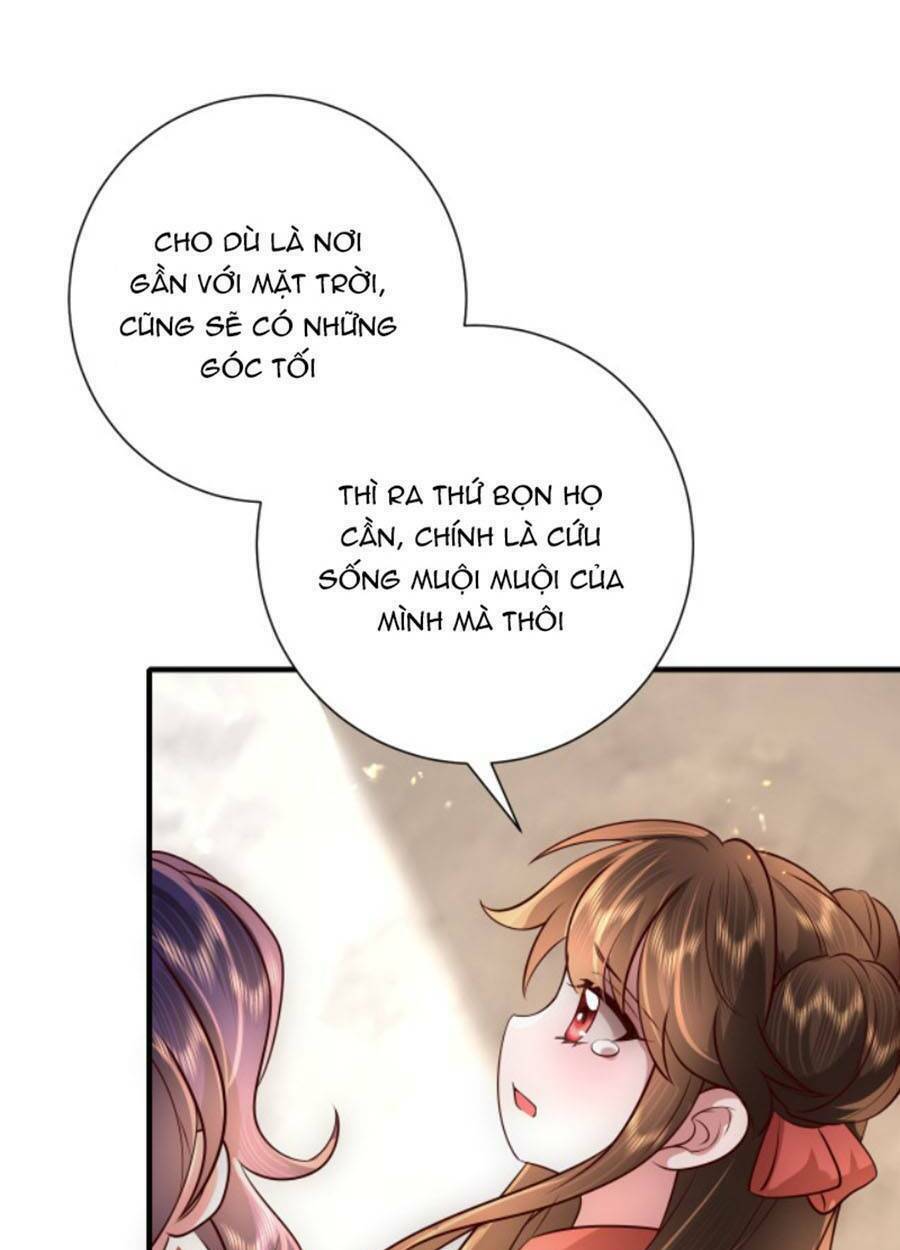 CHO DÙ LÀ NƠI
GẦN VỚI MẶT TRỜI,
CŨNG SẼ CÓ NHỮNG
GÓC TỐI
THÌ RA THỨ BỌN HỌ
CẦN, CHÍNH LÀ CỨU
SỐNG MUỘI MUỘI CỦA
MÌNH MÀ THÔI